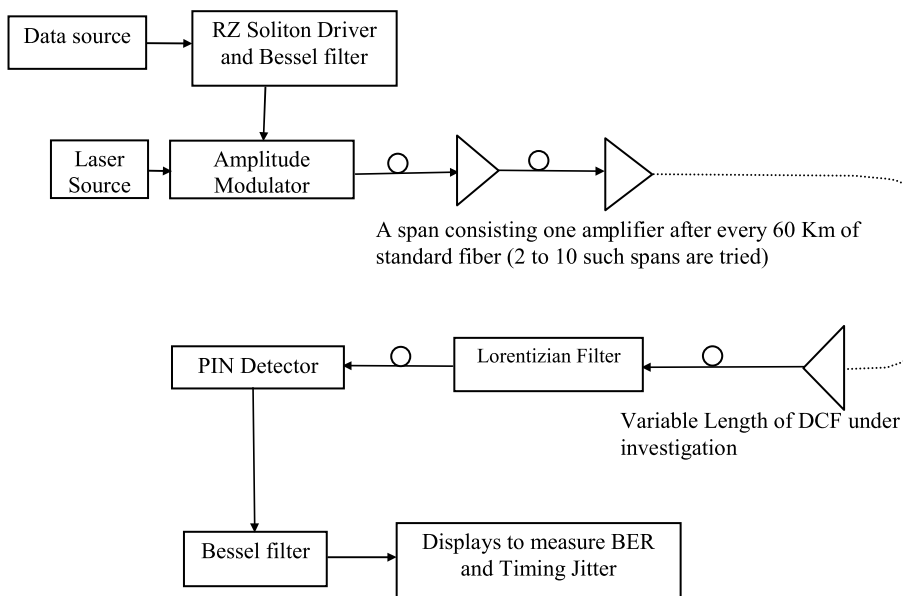 Data source
RZ Soliton Driver
and Bessel filter
Laser
Source
Amplitude
Modulator
A span consisting one amplifier after every 60 Km of
standard fiber (2 to 10 such spans are tried)
PIN Detector
Lorentizian Filter
Variable Length of DCF under
investigation
Bessel filter
Displays to measure BER
and Timing Jitter